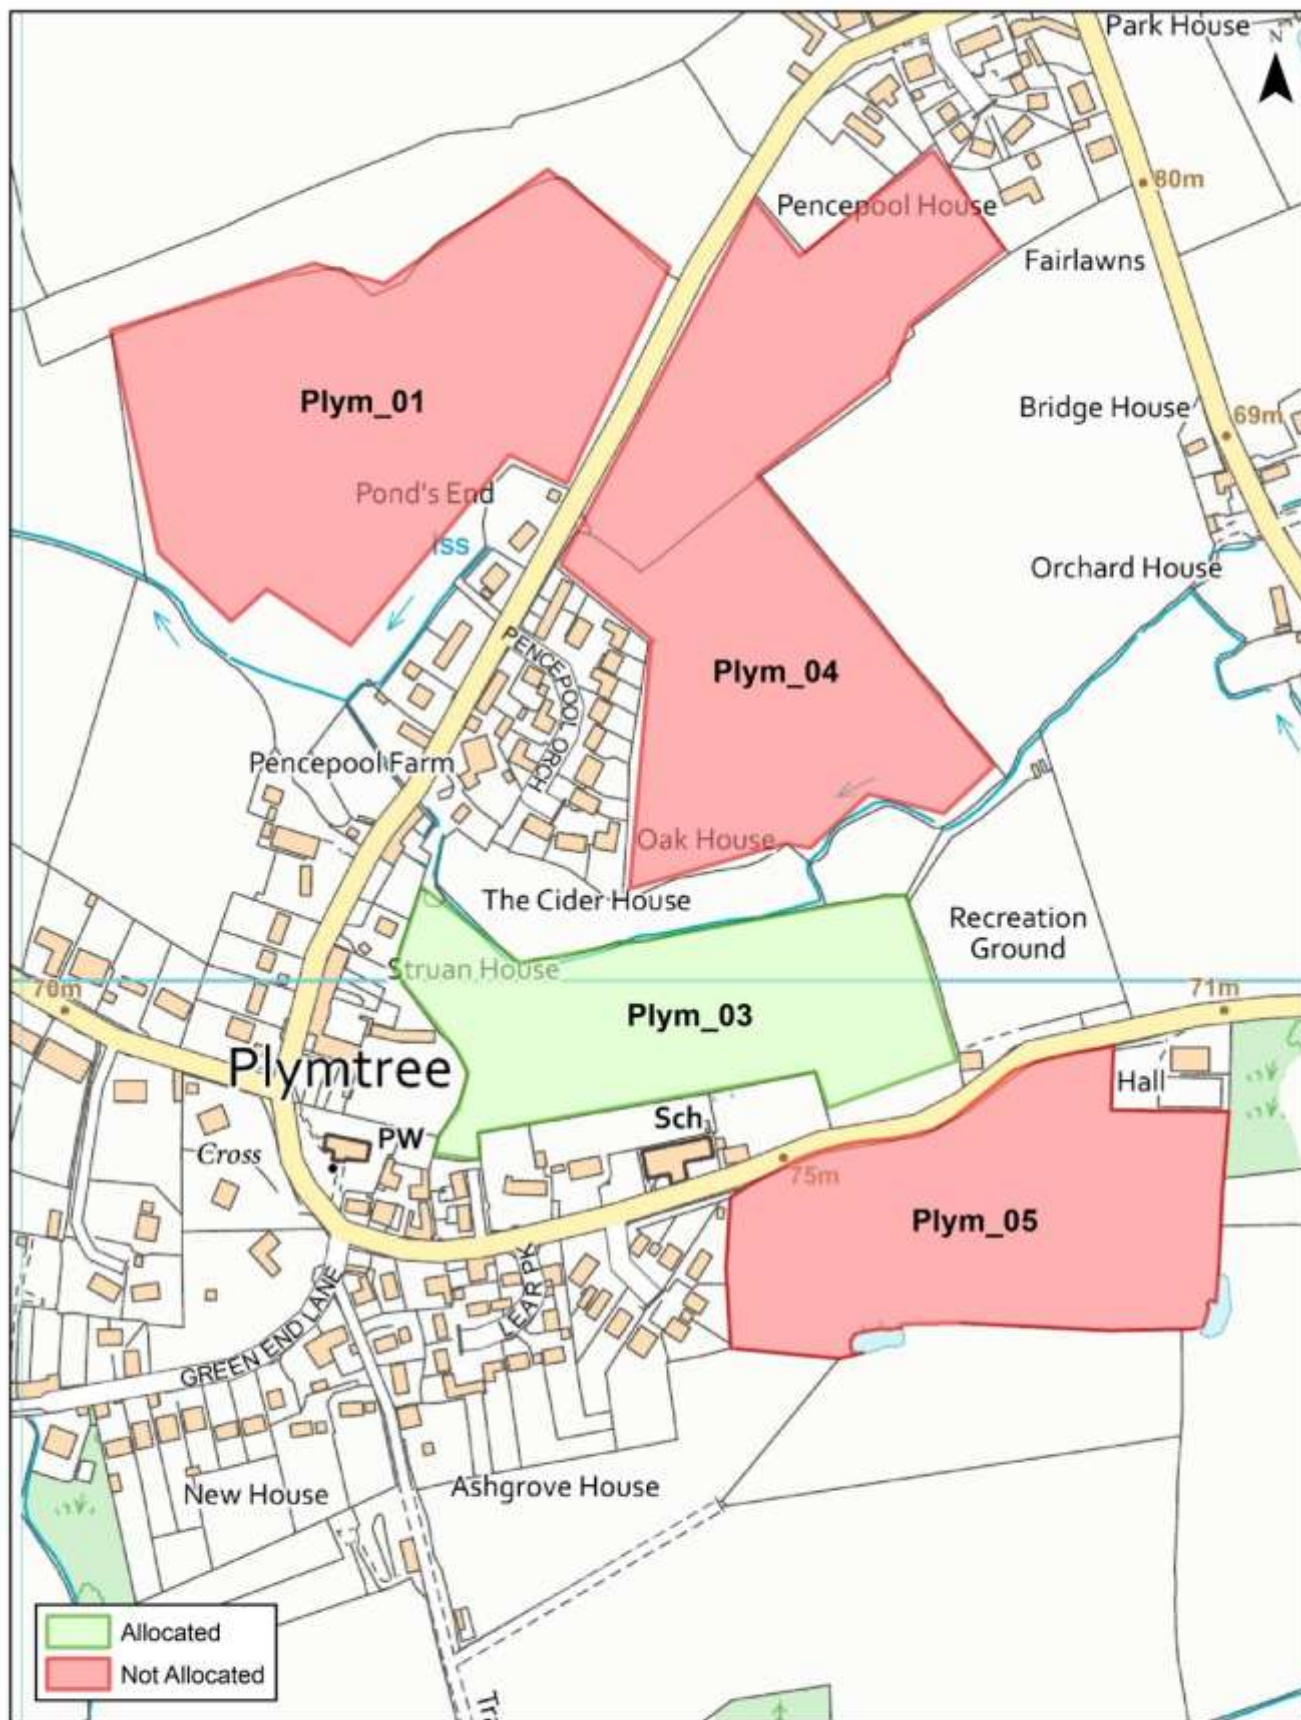 Park House
N
80m
Pencepool House
Fairlawns
Plym_01
Bridge House
69m
Pond's End
Iss
Orchard House
PENCEPOOL ORCH
Plym_04
Pencepool Farm
Oak House
The Cider House
Recreation
Ground
Struan House
70m
Plym_03
71m
Plymtree
Hall
Sch
PW
Cross
75m
Plym_05
LEAR PK
GREEN END LANE
New House
Ashgrove House
Allocated
Not Allocated